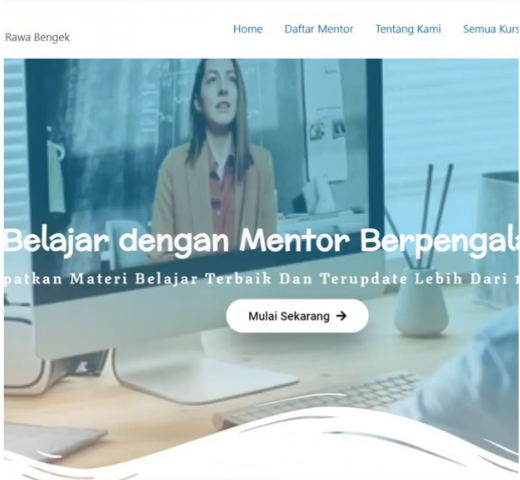 Rawa Bengek
Home Daftar Mentor Tentang Kami Semua Kurs
Belajar dengan Mentor Berpengala
patkan Materi Belajar Terbaik Dan Terupdate Lebih Dari 1
Mulai Sekarang →